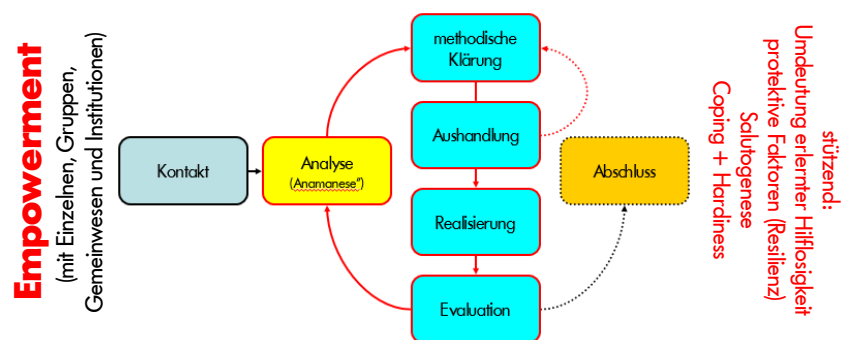 Empowerment
(mit Einzelnen, Gruppen,
Gemeinwesen und Institutionen)
Kontakt
Analyse
(Anamanese“)
methodische
Klärung
Aushandlung
Realisierung
Evaluation
Abschluss
stützend:
Umdeutung erlernter Hilflosigkeit
protektive Faktoren (Resilienz)
Salutogenese
Coping + Hardiness